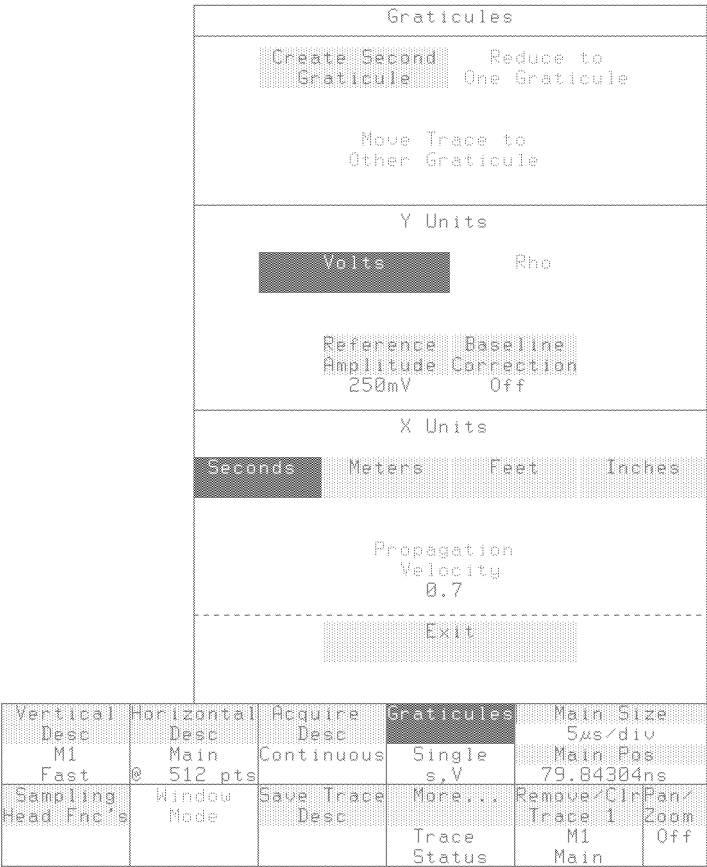 Graticules
Create Second Reduce to
Graticule One Graticule
Move Trace to
Other Graticule
Y Units
Volts Rho
Reference Baseline
Amplitude Correction
250mV Off
X Units
Seconds Meters Feet Inches
Propagation
Velocity
0.7
Exit
Vertical Horizontal Acquire Graticules Main Size
Desc Desc Desc 5µs/div
M1 Main Continuous Single Main Pos
Fast @ 512 pts s,V 79.84304ns
Sampling Window Save Trace More... Remove/Clr Pan/
Head Fnc's Mode Desc Trace 1 Zoom
Trace M1 Off
Status Main